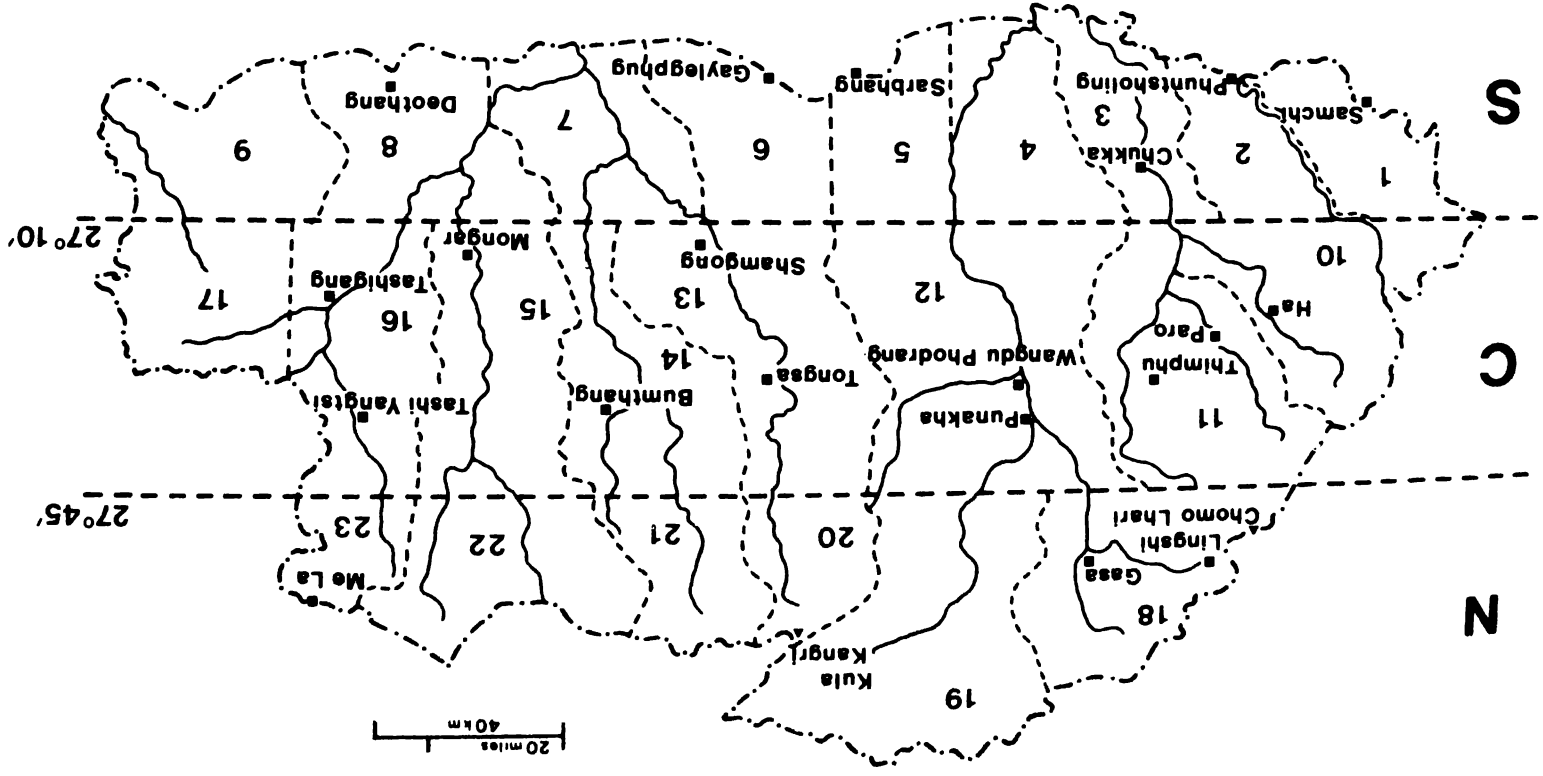 20 miles
40km
19
Kula
Kangri
N
18
Me La
Gasa
Lingshi
Chomo Lhari
20
21
22
23
27°45'
11
Punakha
Bumthang
Tashi Yangtsi
C
Thimphu
Tongsa
Wangdu Phodrang
14
Paro
Ha
16
15
17
13
12
Tashigang
Shamgong
10
Mongar
27°10'
1
2
Chukka
4
5
6
8
9
7
3
S
Samchi
Deothang
Phuntsholing
Sarbhang
Gaylegphug